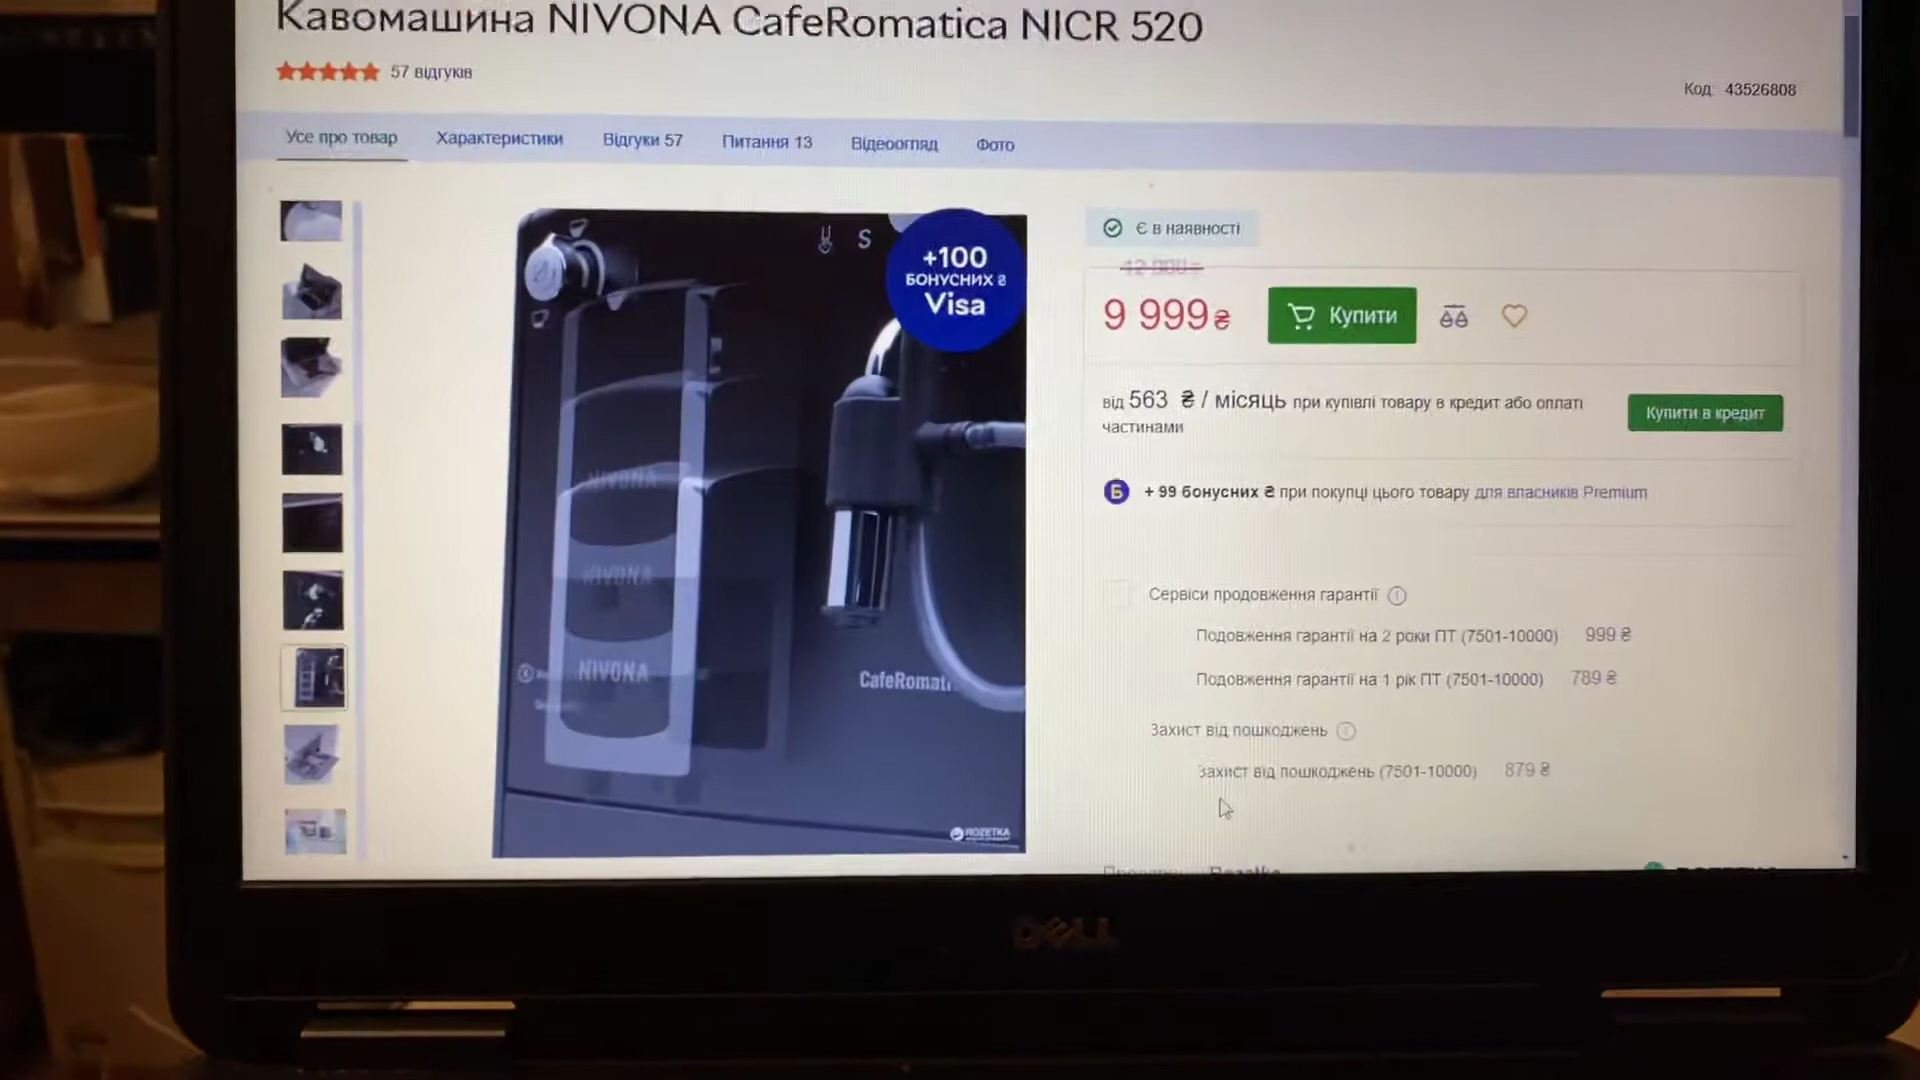 Кавомашина NIVONA CafeRomatica NICR 520
57 відгуків
Код: 43526808
Усе про товар
Характеристики
Відгуки 57
Питання 13
Відеоогляд
Фото
S
+100
БОНУСНИХ ₴
Visa
NIVONA
NIVONA
NIVONA
CafeRomati
ROZETKA
Є в наявності
9 999₴
Купити
від 563 ₴ / місяць при купівлі товару в кредит або оплаті
частинами
Купити в кредит
Б + 99 бонусних ₴ при покупці цього товару для власників Premium
Сервіси продовження гарантії
Подовження гарантії на 2 роки ПТ (7501-10000) 999 ₴
Подовження гарантії на 1 рік ПТ (7501-10000) 789 ₴
Захист від пошкоджень
Захист від пошкоджень (7501-10000) 879 ₴
DELL